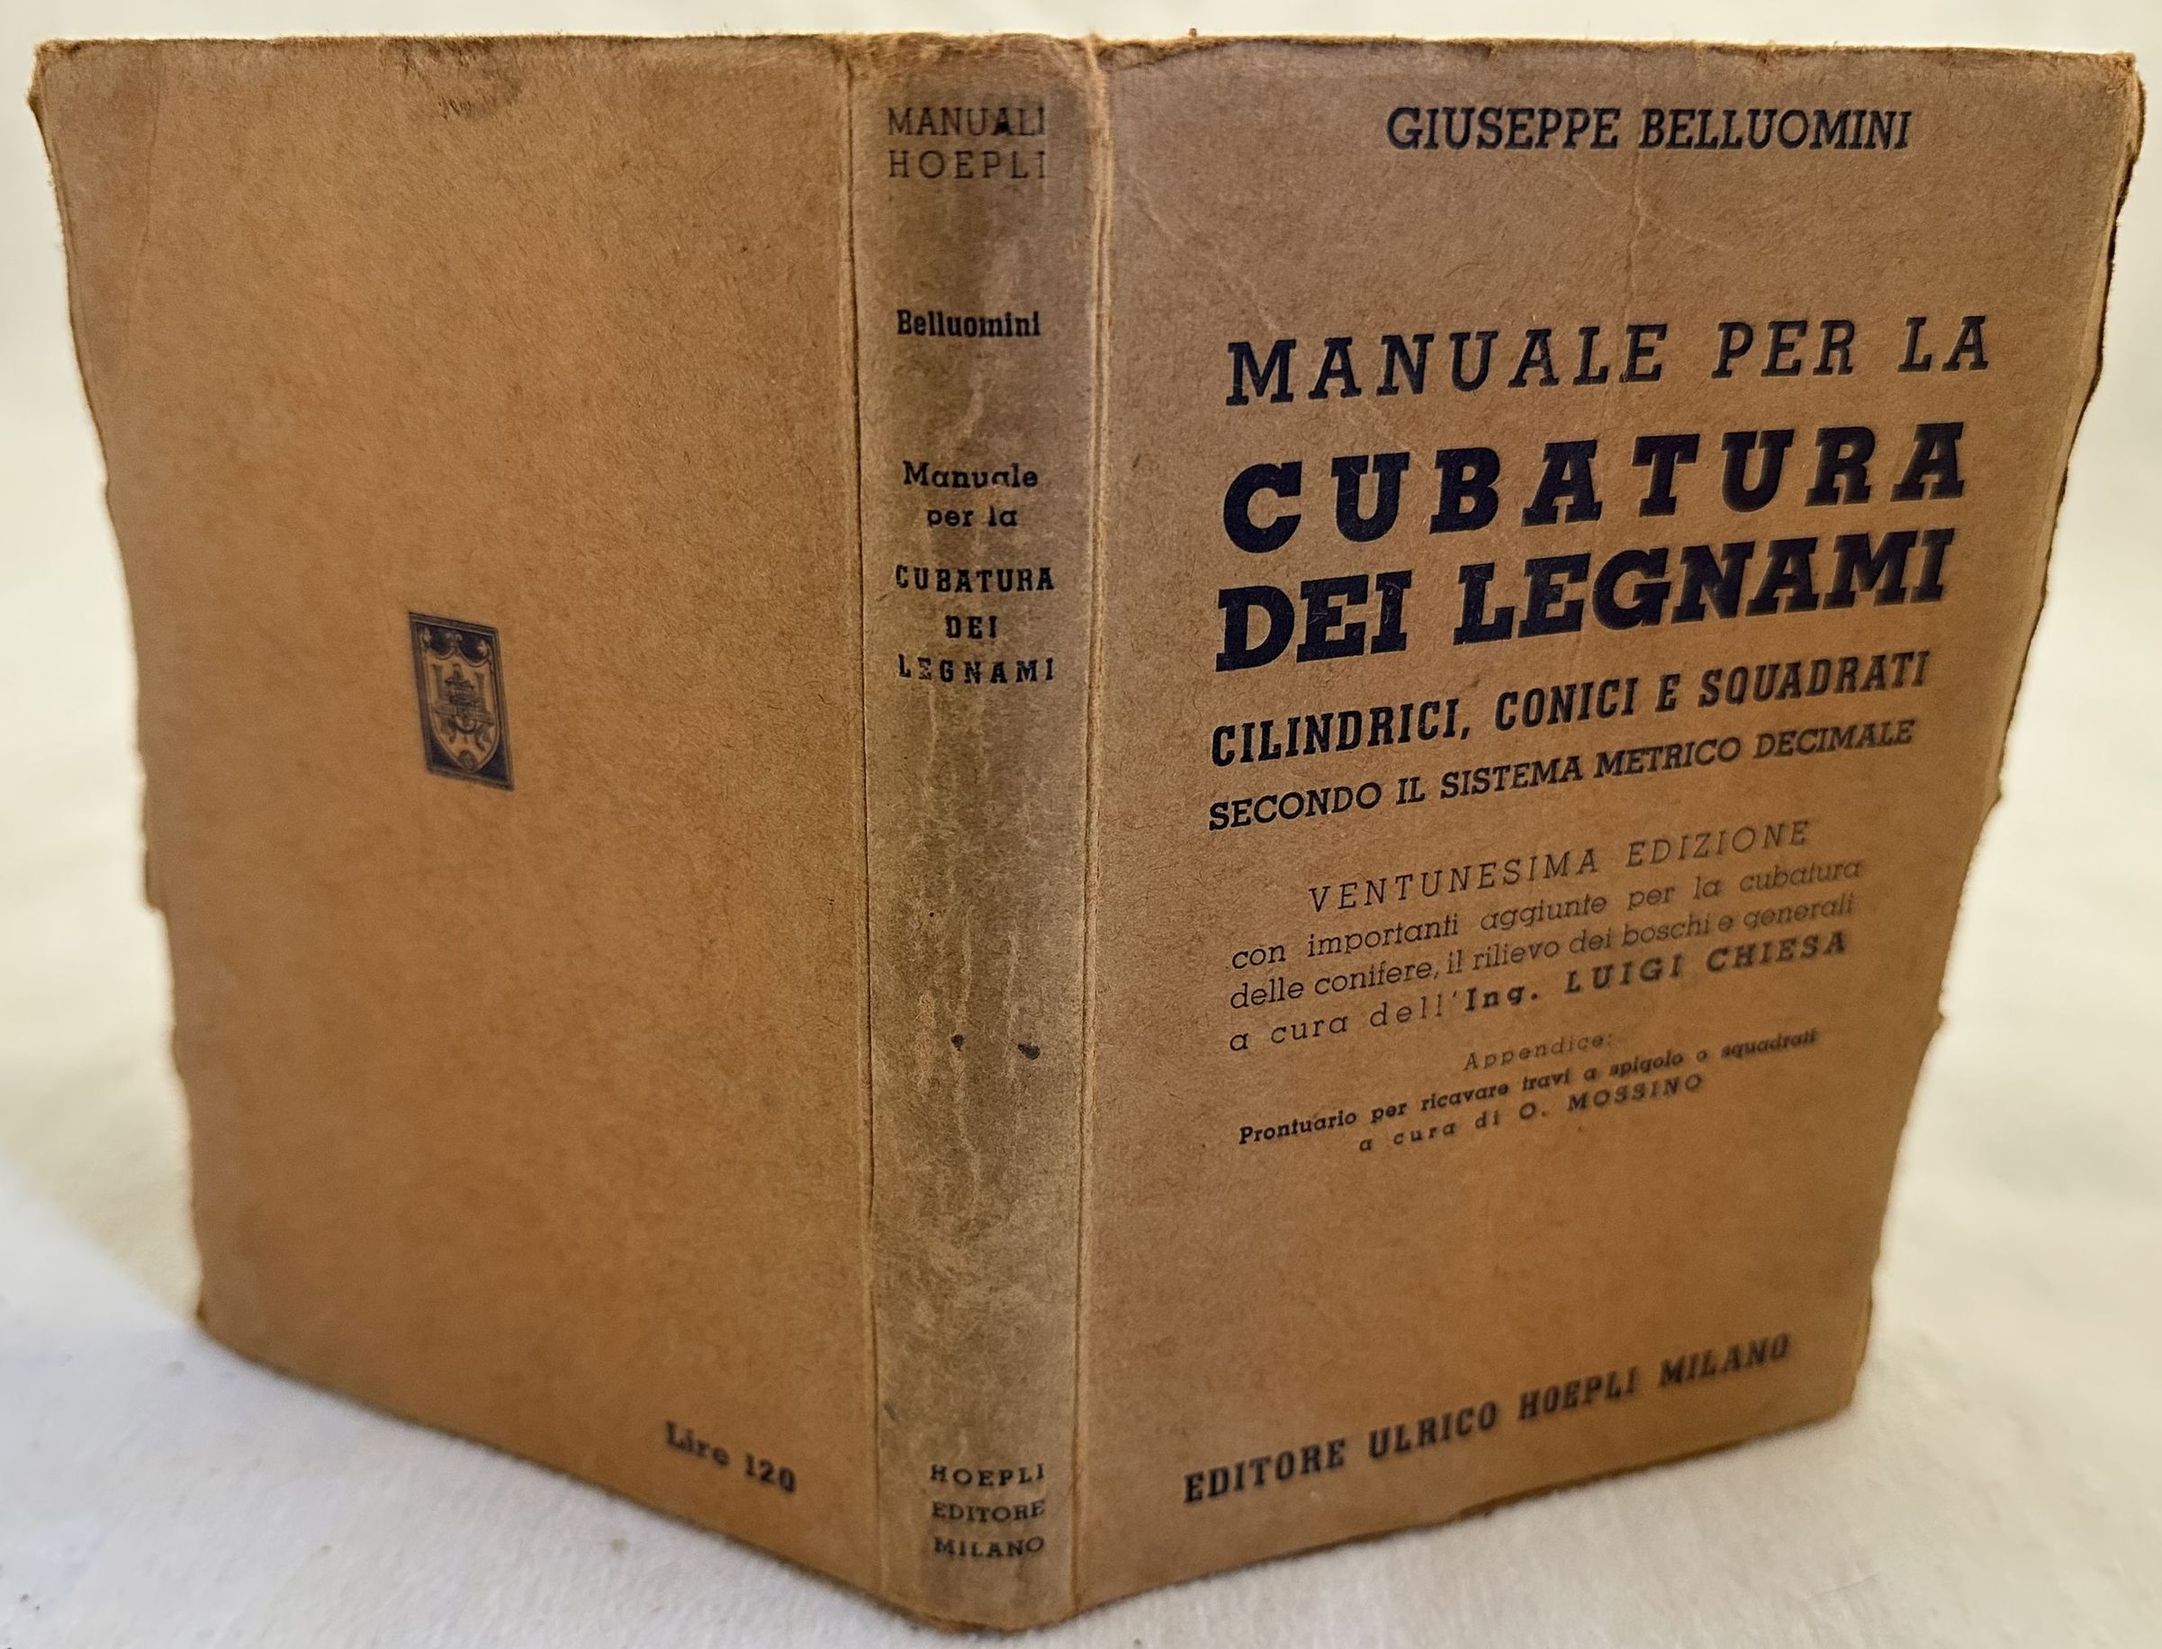 Lire 120
MANUALI
HOEPLI
Belluomini
Manuale
per la
CUBATURA
DEI
LEGNAMI
HOEPLI
EDITORE
MILANO
GIUSEPPE BELLUOMINI
MANUALE PER LA
CUBATURA
DEI LEGNAMI
CILINDRICI, CONICI E SQUADRATI
SECONDO IL SISTEMA METRICO DECIMALE
VENTUNESIMA EDIZIONE
con importanti aggiunte per la cubatura
delle conifere, il rilievo dei boschi e generali
a cura dell'Ing. LUIGI CHIESA
Appendice:
Prontuario per ricavare travi a spigolo o squadrati
a cura di O. MOSSINO
EDITORE ULRICO HOEPLI MILANO